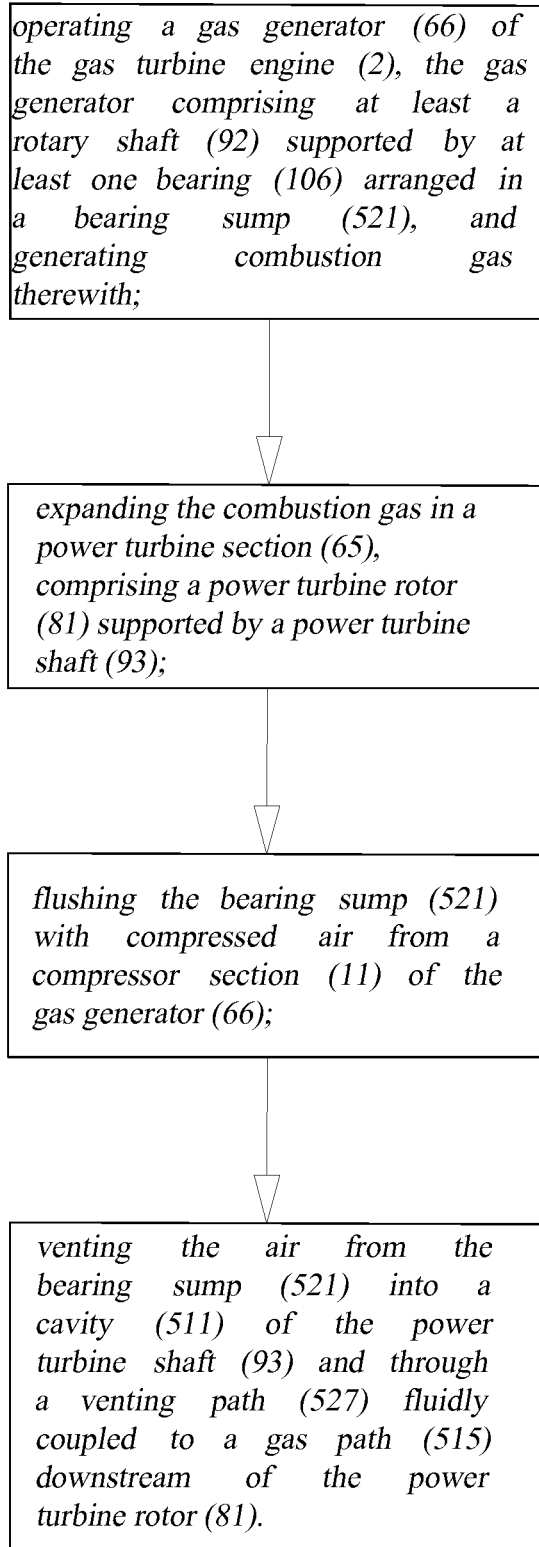 operating a gas generator (66) of
the gas turbine engine (2), the gas
generator comprising at least a
rotary shaft (92) supported by at
least one bearing (106) arranged in
a bearing sump (521), and
generating combustion gas
therewith;
expanding the combustion gas in a
power turbine section (65),
comprising a power turbine rotor
(81) supported by a power turbine
shaft (93);
flushing the bearing sump (521)
with compressed air from a
compressor section (11) of the
gas generator (66);
venting the air from the
bearing sump (521) into a
cavity (511) of the power
turbine shaft (93) and through
a venting path (527) fluidly
coupled to a gas path (515)
downstream of the power
turbine rotor (81).